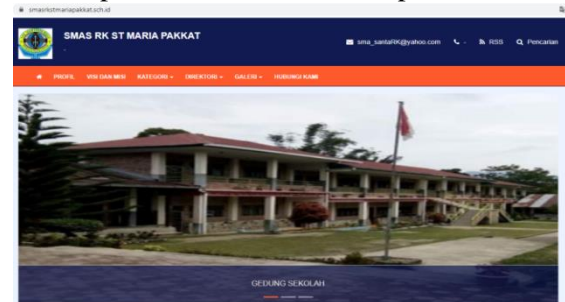 smasrkstmariapakkat.sch.id
SMAS RK ST MARIA PAKKAT
sma_santaRK@yahoo.com - RSS Pencarian
PROFIL VISI DAN MISI KATEGORI DIREKTORI GALERI HUBUNGI KAMI
GEDUNG SEKOLAH